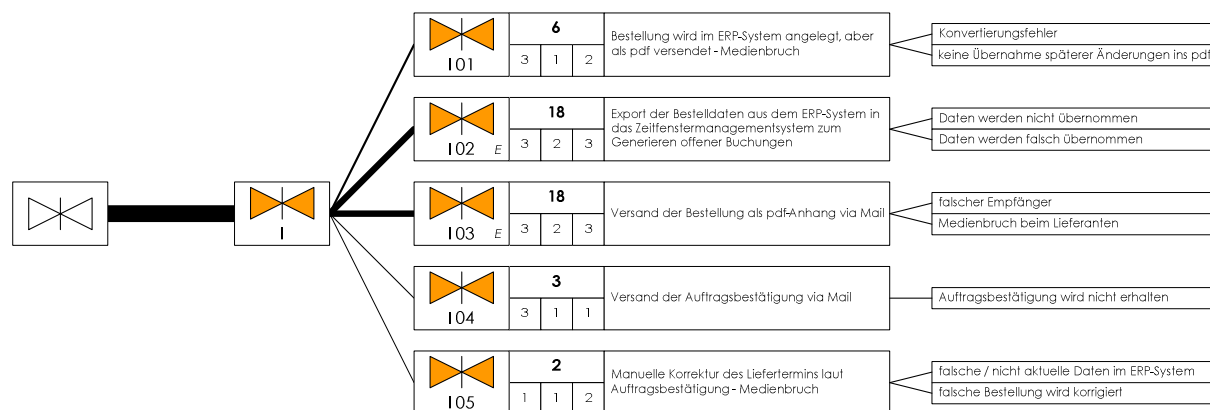 6
Bestellung wird im ERP-System angelegt, aber
als pdf versendet - Medienbruch
I01
3 1 2
Konvertierungsfehler
keine Übernahme späterer Änderungen ins pdf
18
Export der Bestelldaten aus dem ERP-System in
das Zeitfenstermanagementsystem zum
Generieren offener Buchungen
I02 E
3 2 3
Daten werden nicht übernommen
Daten werden falsch übernommen
I
18
Versand der Bestellung als pdf-Anhang via Mail
I03 E
3 2 3
falscher Empfänger
Medienbruch beim Lieferanten
3
Versand der Auftragsbestätigung via Mail
I04
3 1 1
Auftragsbestätigung wird nicht erhalten
2
Manuelle Korrektur des Liefertermins laut
Auftragsbestätigung - Medienbruch
I05
1 1 2
falsche / nicht aktuelle Daten im ERP-System
falsche Bestellung wird korrigiert